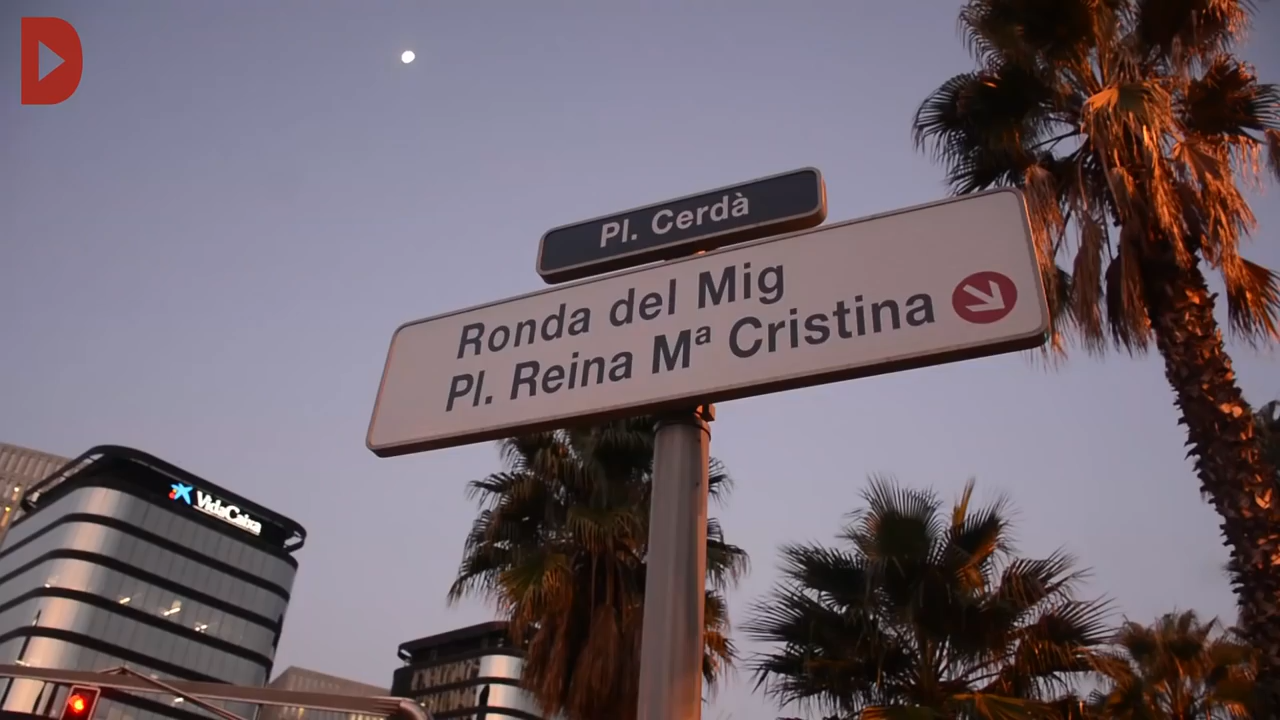 Pl. Cerdà
Ronda del Mig
Pl. Reina Mª Cristina
VidaCaixa